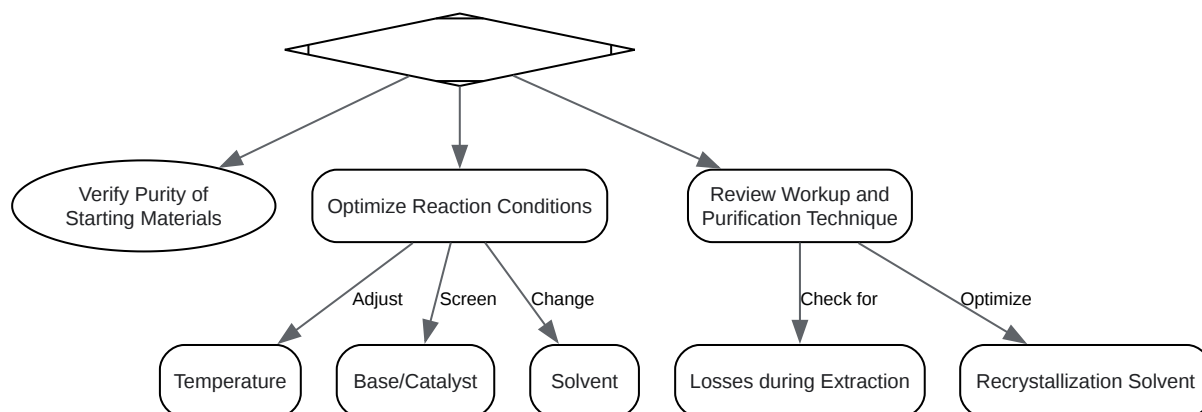 Verify Purity of
Starting Materials
Optimize Reaction Conditions
Review Workup and
Purification Technique
Adjust
Screen
Change
Check for
Optimize
Temperature
Base/Catalyst
Solvent
Losses during Extraction
Recrystallization Solvent